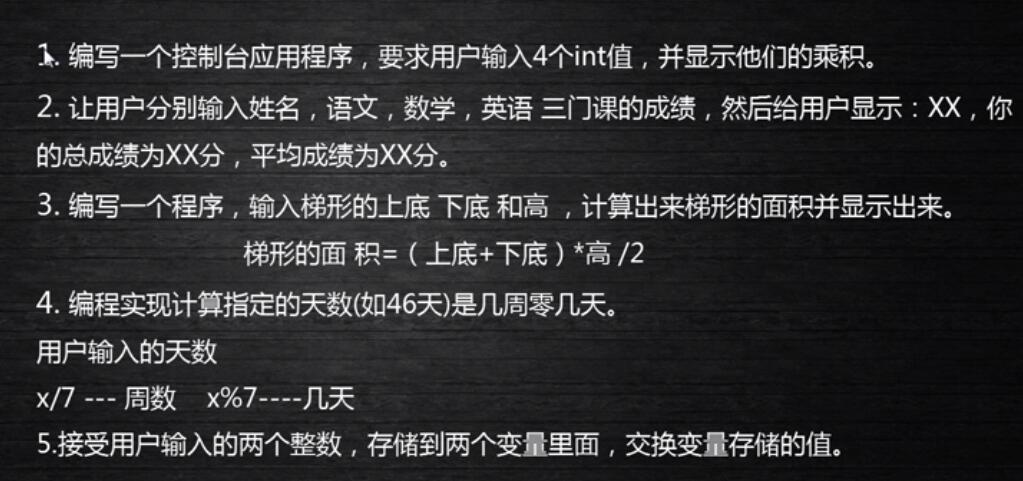 1. 编写一个控制台应用程序，要求用户输入4个int值，并显示他们的乘积。
2. 让用户分别输入姓名，语文，数学，英语 三门课的成绩，然后给用户显示：XX，你
的总成绩为XX分，平均成绩为XX分。
3. 编写一个程序，输入梯形的上底 下底 和高 ，计算出来梯形的面积并显示出来。
梯形的面 积=（上底+下底）*高 /2
4. 编程实现计算指定的天数(如46天)是几周零几天。
用户输入的天数
x/7 --- 周数 x%7----几天
5.接受用户输入的两个整数，存储到两个变量里面，交换变量存储的值。